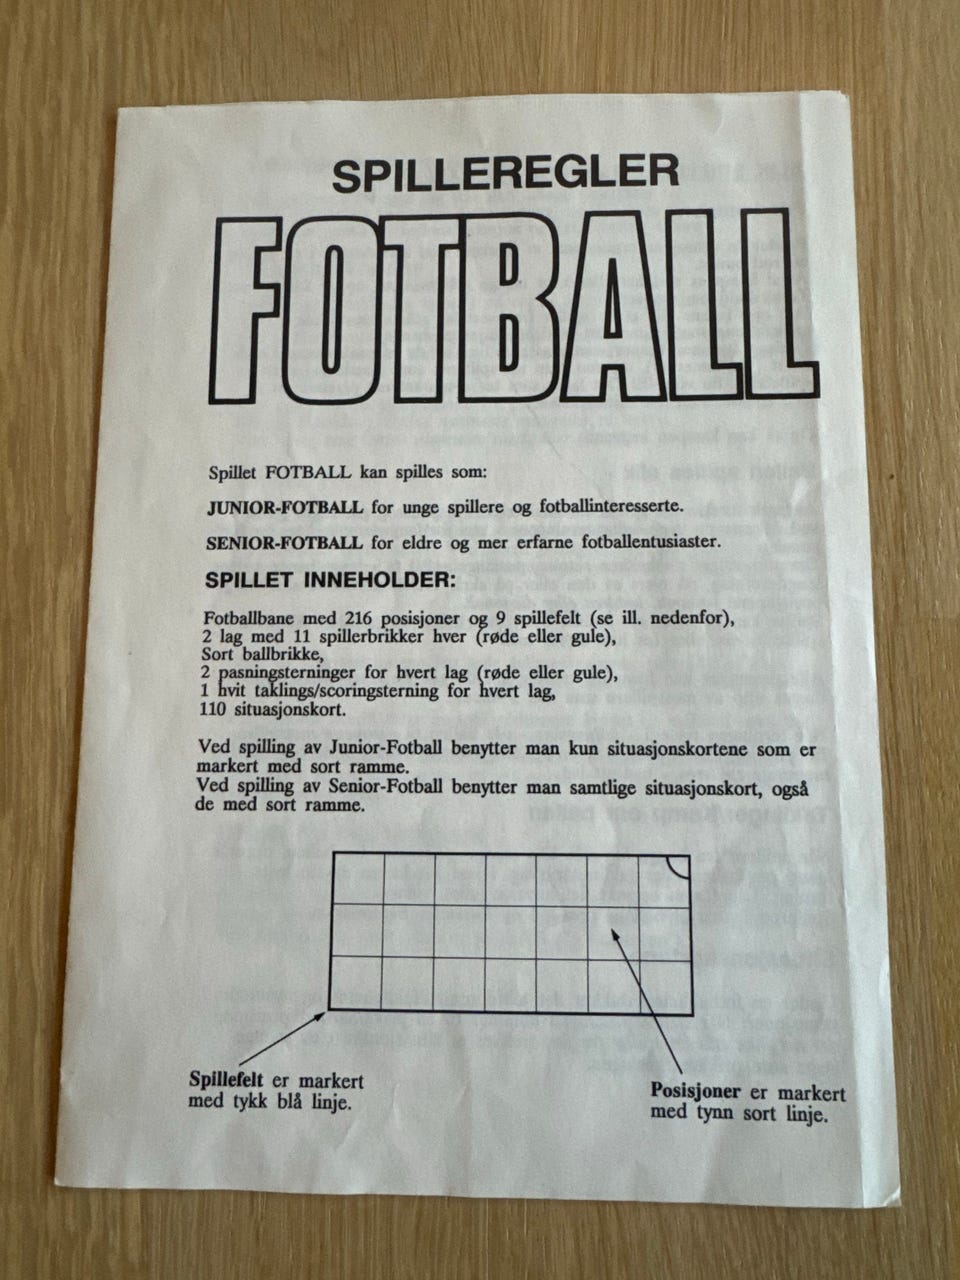 SPILLEREGLER
FOTBALL
Spillet FOTBALL kan spilles som:
JUNIOR-FOTBALL for unge spillere og fotballinteresserte.
SENIOR-FOTBALL for eldre og mer erfarne fotballentusiaster.
SPILLET INNEHOLDER:
Fotballbane med 216 posisjoner og 9 spillefelt (se ill. nedenfor),
2 lag med 11 spillerbrikker hver (røde eller gule),
Sort ballbrikke,
2 pasningsterninger for hvert lag (røde eller gule),
1 hvit taklings/scoringsterning for hvert lag,
110 situasjonskort.
Ved spilling av Junior-Fotball benytter man kun situasjonskortene som er
markert med sort ramme.
Ved spilling av Senior-Fotball benytter man samtlige situasjonskort, også
de med sort ramme.
Spillefelt er markert
med tykk blå linje.
Posisjoner er markert
med tynn sort linje.